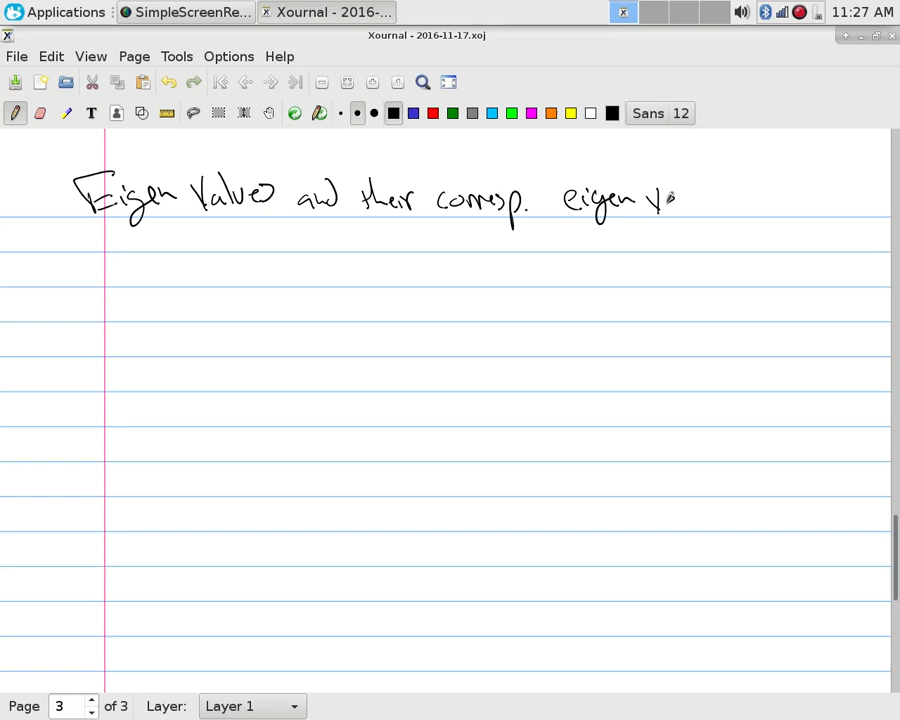 Applications SimpleScreenRe... Xournal - 2016-... 11:27 AM
Xournal - 2016-11-17.xoj
File Edit View Page Tools Options Help
T Sans 12
Eigen Values and their corresp. eigen v
Page 3 of 3 Layer: Layer 1